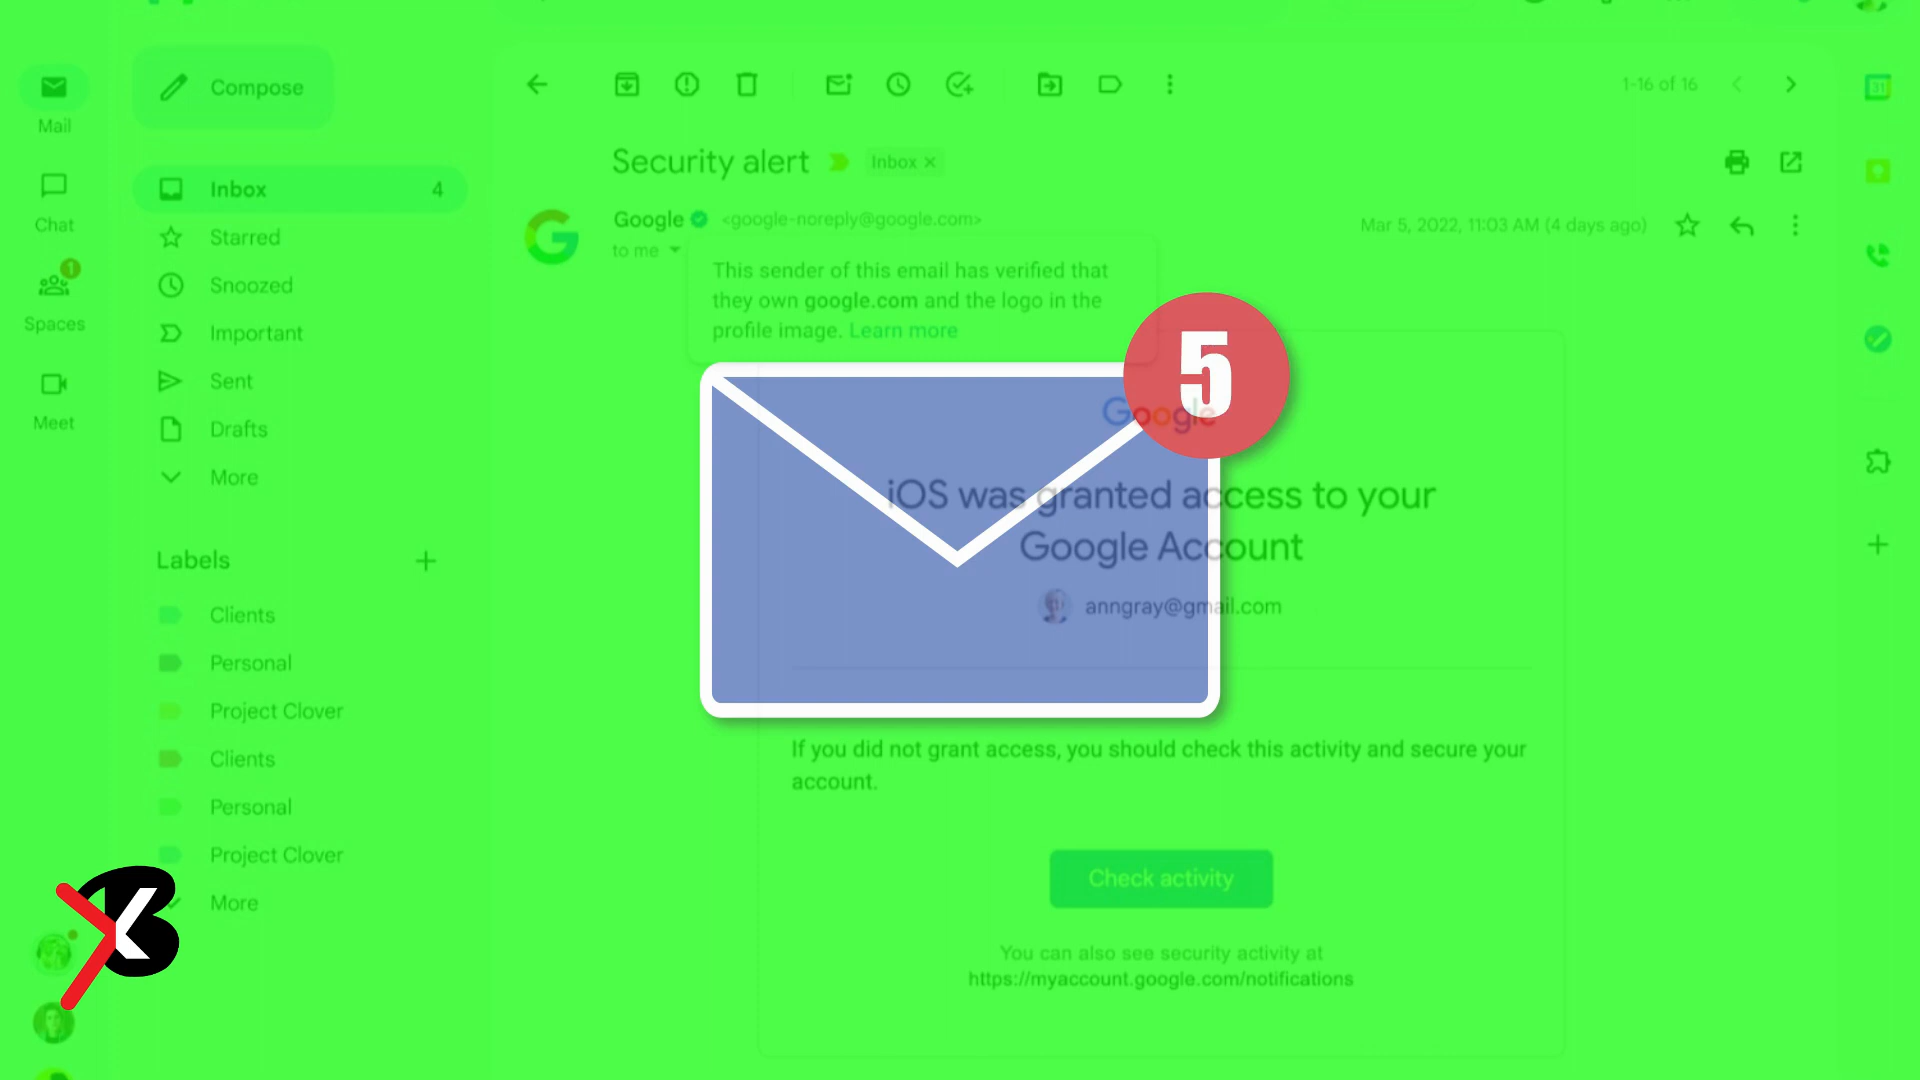 Compose
1-16 of 16
31
Mail
Security alert
Inbox
Inbox 4
Chat
Google <google-noreply@google.com>
Mar 5, 2022, 11:03 AM (4 days ago)
to me
Starred
This sender of this email has verified that
they own google.com and the logo in the
profile image. Learn more
1
Snoozed
Spaces
Important
5
Sent
Google
Meet
Drafts
More
iOS was granted access to your
Google Account
Labels
anngray@gmail.com
Clients
Personal
Project Clover
If you did not grant access, you should check this activity and secure your
account.
Clients
Personal
Project Clover
Check activity
More
You can also see security activity at
https://myaccount.google.com/notifications